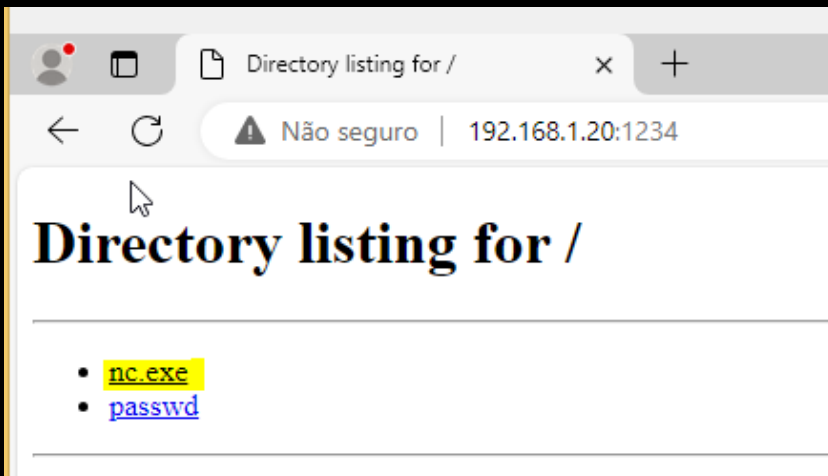 Directory listing for /
Não seguro | 192.168.1.20:1234
Directory listing for /
nc.exe
passwd